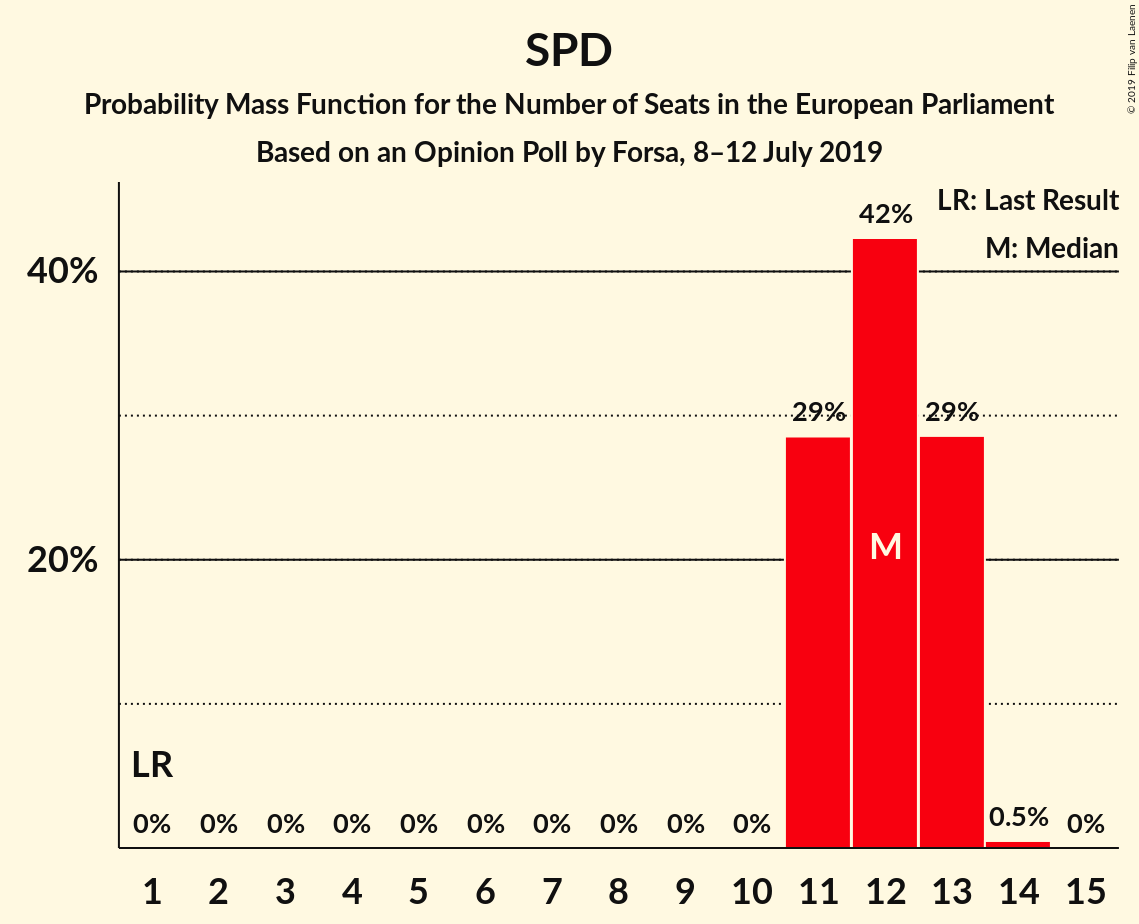 SPD
Probability Mass Function for the Number of Seats in the European Parliament
Based on an Opinion Poll by Forsa, 8–12 July 2019
© 2019 Filip van Laenen
LR: Last Result
M: Median
42%
40%
29% 29%
20%
M
LR
0% 0% 0% 0% 0% 0% 0% 0% 0% 0% 0.5% 0%
1 2 3 4 5 6 7 8 9 10 11 12 13 14 15